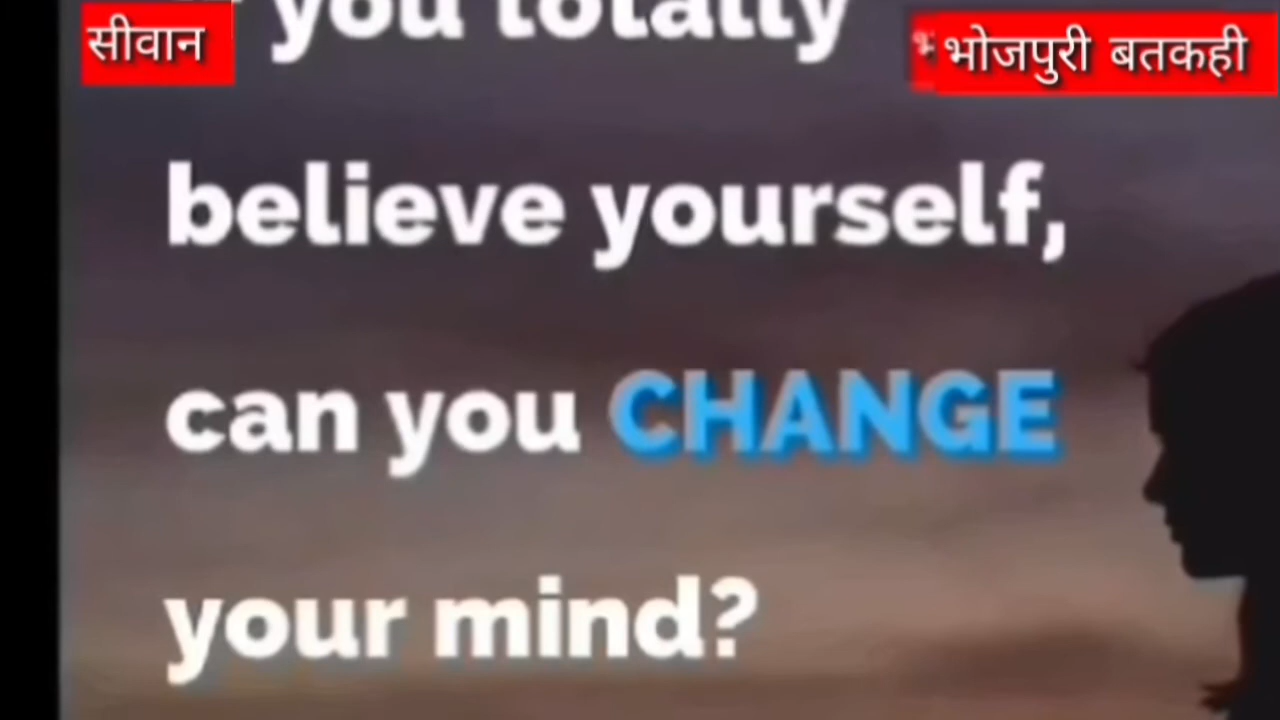 सीवान
भोजपुरी बतकही
you totally
believe yourself,
can you CHANGE
your mind?